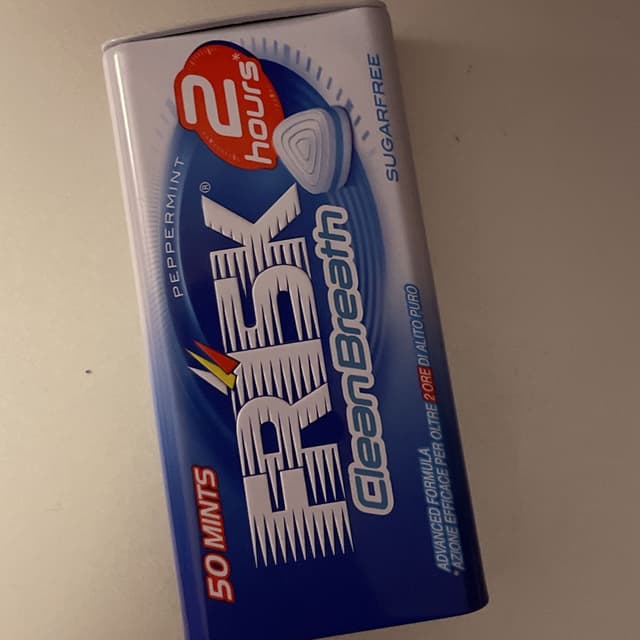 2
hours*
PEPPERMINT
SUGARFREE
FRISK®
CleanBreath
50 MINTS
ADVANCED FORMULA
*AZIONE EFFICACE PER OLTRE 2 ORE DI ALITO PURO